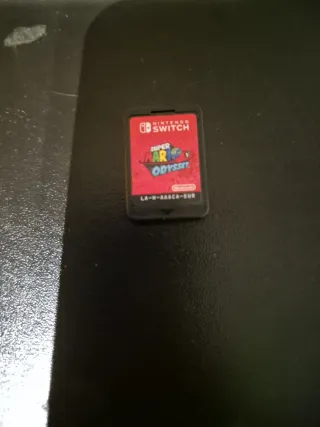 NINTENDO
SWITCH
SUPER
MARIO
ODYSSEY
Nintendo
LA-H-AAACA-EUR